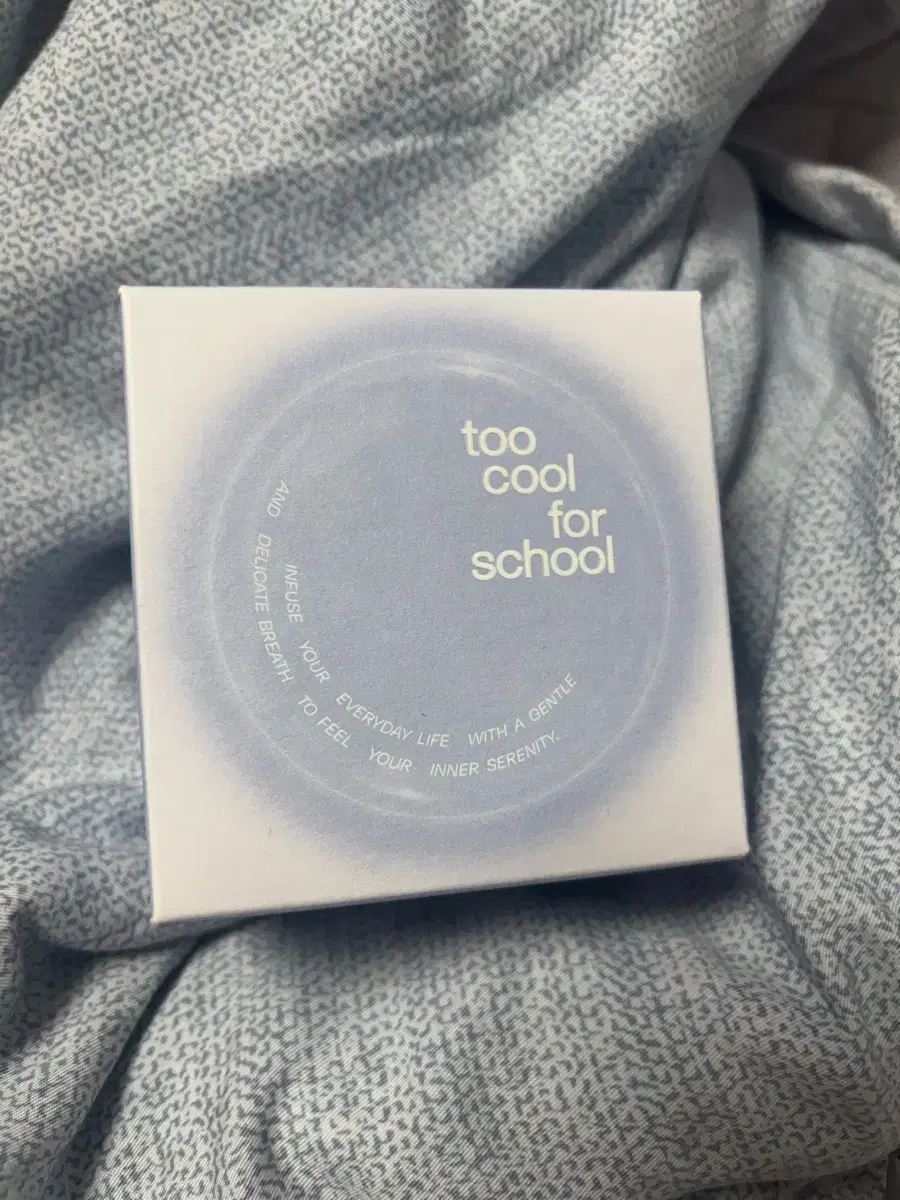 too
cool
for
school
INFUSE YOUR EVERYDAY LIFE WITH A GENTLE
AND DELICATE BREATH TO FEEL YOUR INNER SERENITY.